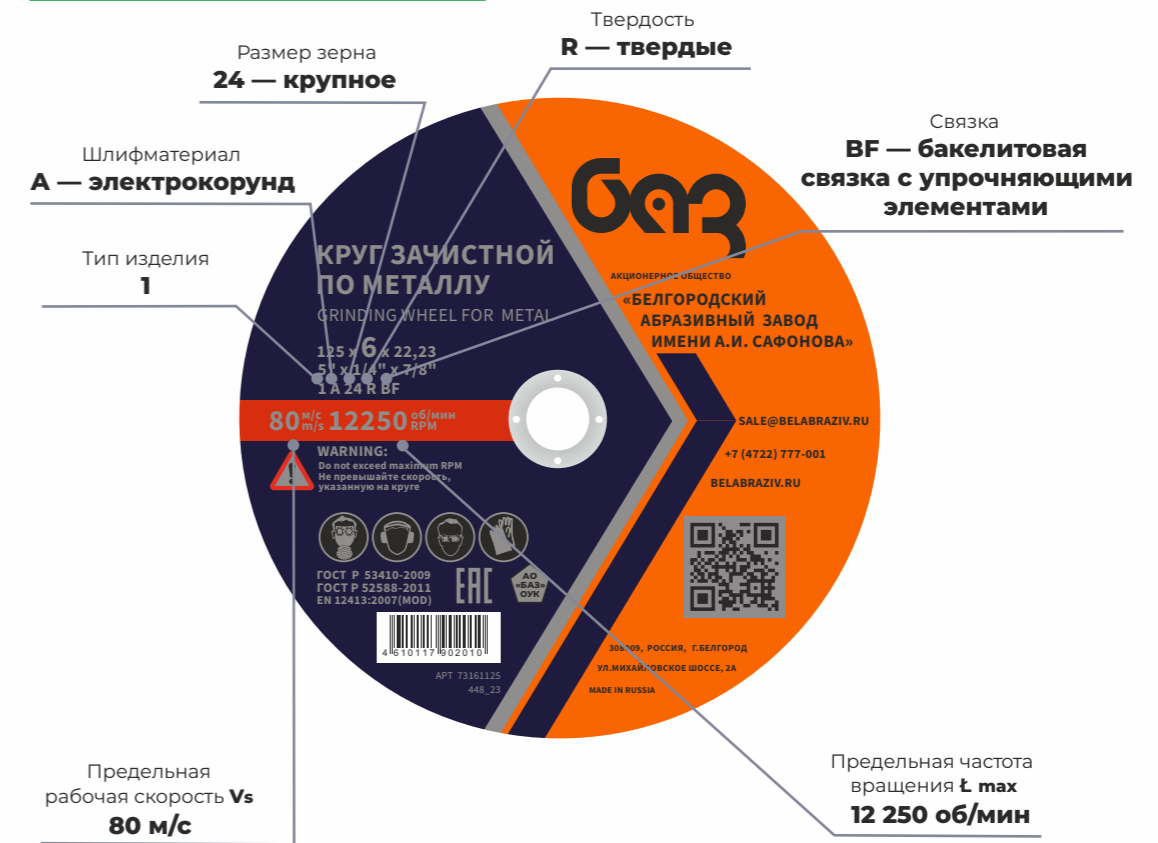 Твердость
R — твердые
Размер зерна
24 — крупное
Связка
BF — бакелитовая
связка с упрочняющими
элементами
Шлифматериал
А — электрокорунд
Тип изделия
1
баз
АКЦИОНЕРНОЕ ОБЩЕСТВО
«БЕЛГОРОДСКИЙ
АБРАЗИВНЫЙ ЗАВОД
ИМЕНИ А.И. САФОНОВА»
КРУГ ЗАЧИСТНОЙ
ПО МЕТАЛЛУ
GRINDING WHEEL FOR METAL
125 x 6 x 22,23
5" x 1/4" x 7/8"
1 A 24 R BF
80 м/с 12250 об/мин
m/s RPM
WARNING:
Do not exceed maximum RPM
Не превышайте скорость,
указанную на круге
SALE@BELABRAZIV.RU
+7 (4722) 777-001
BELABRAZIV.RU
ГОСТ Р 53410-2009
ГОСТ Р 52588-2011
EN 12413:2007(MOD)
EAC
АО
«БАЗ»
ОУК
4 610117 902010
АРТ 73161125
448_23
308009, РОССИЯ, Г.БЕЛГОРОД
УЛ.МИХАЙЛОВСКОЕ ШОССЕ, 2А
MADE IN RUSSIA
Предельная
рабочая скорость Vs
80 м/с
Предельная частота
вращения Ł max
12 250 об/мин